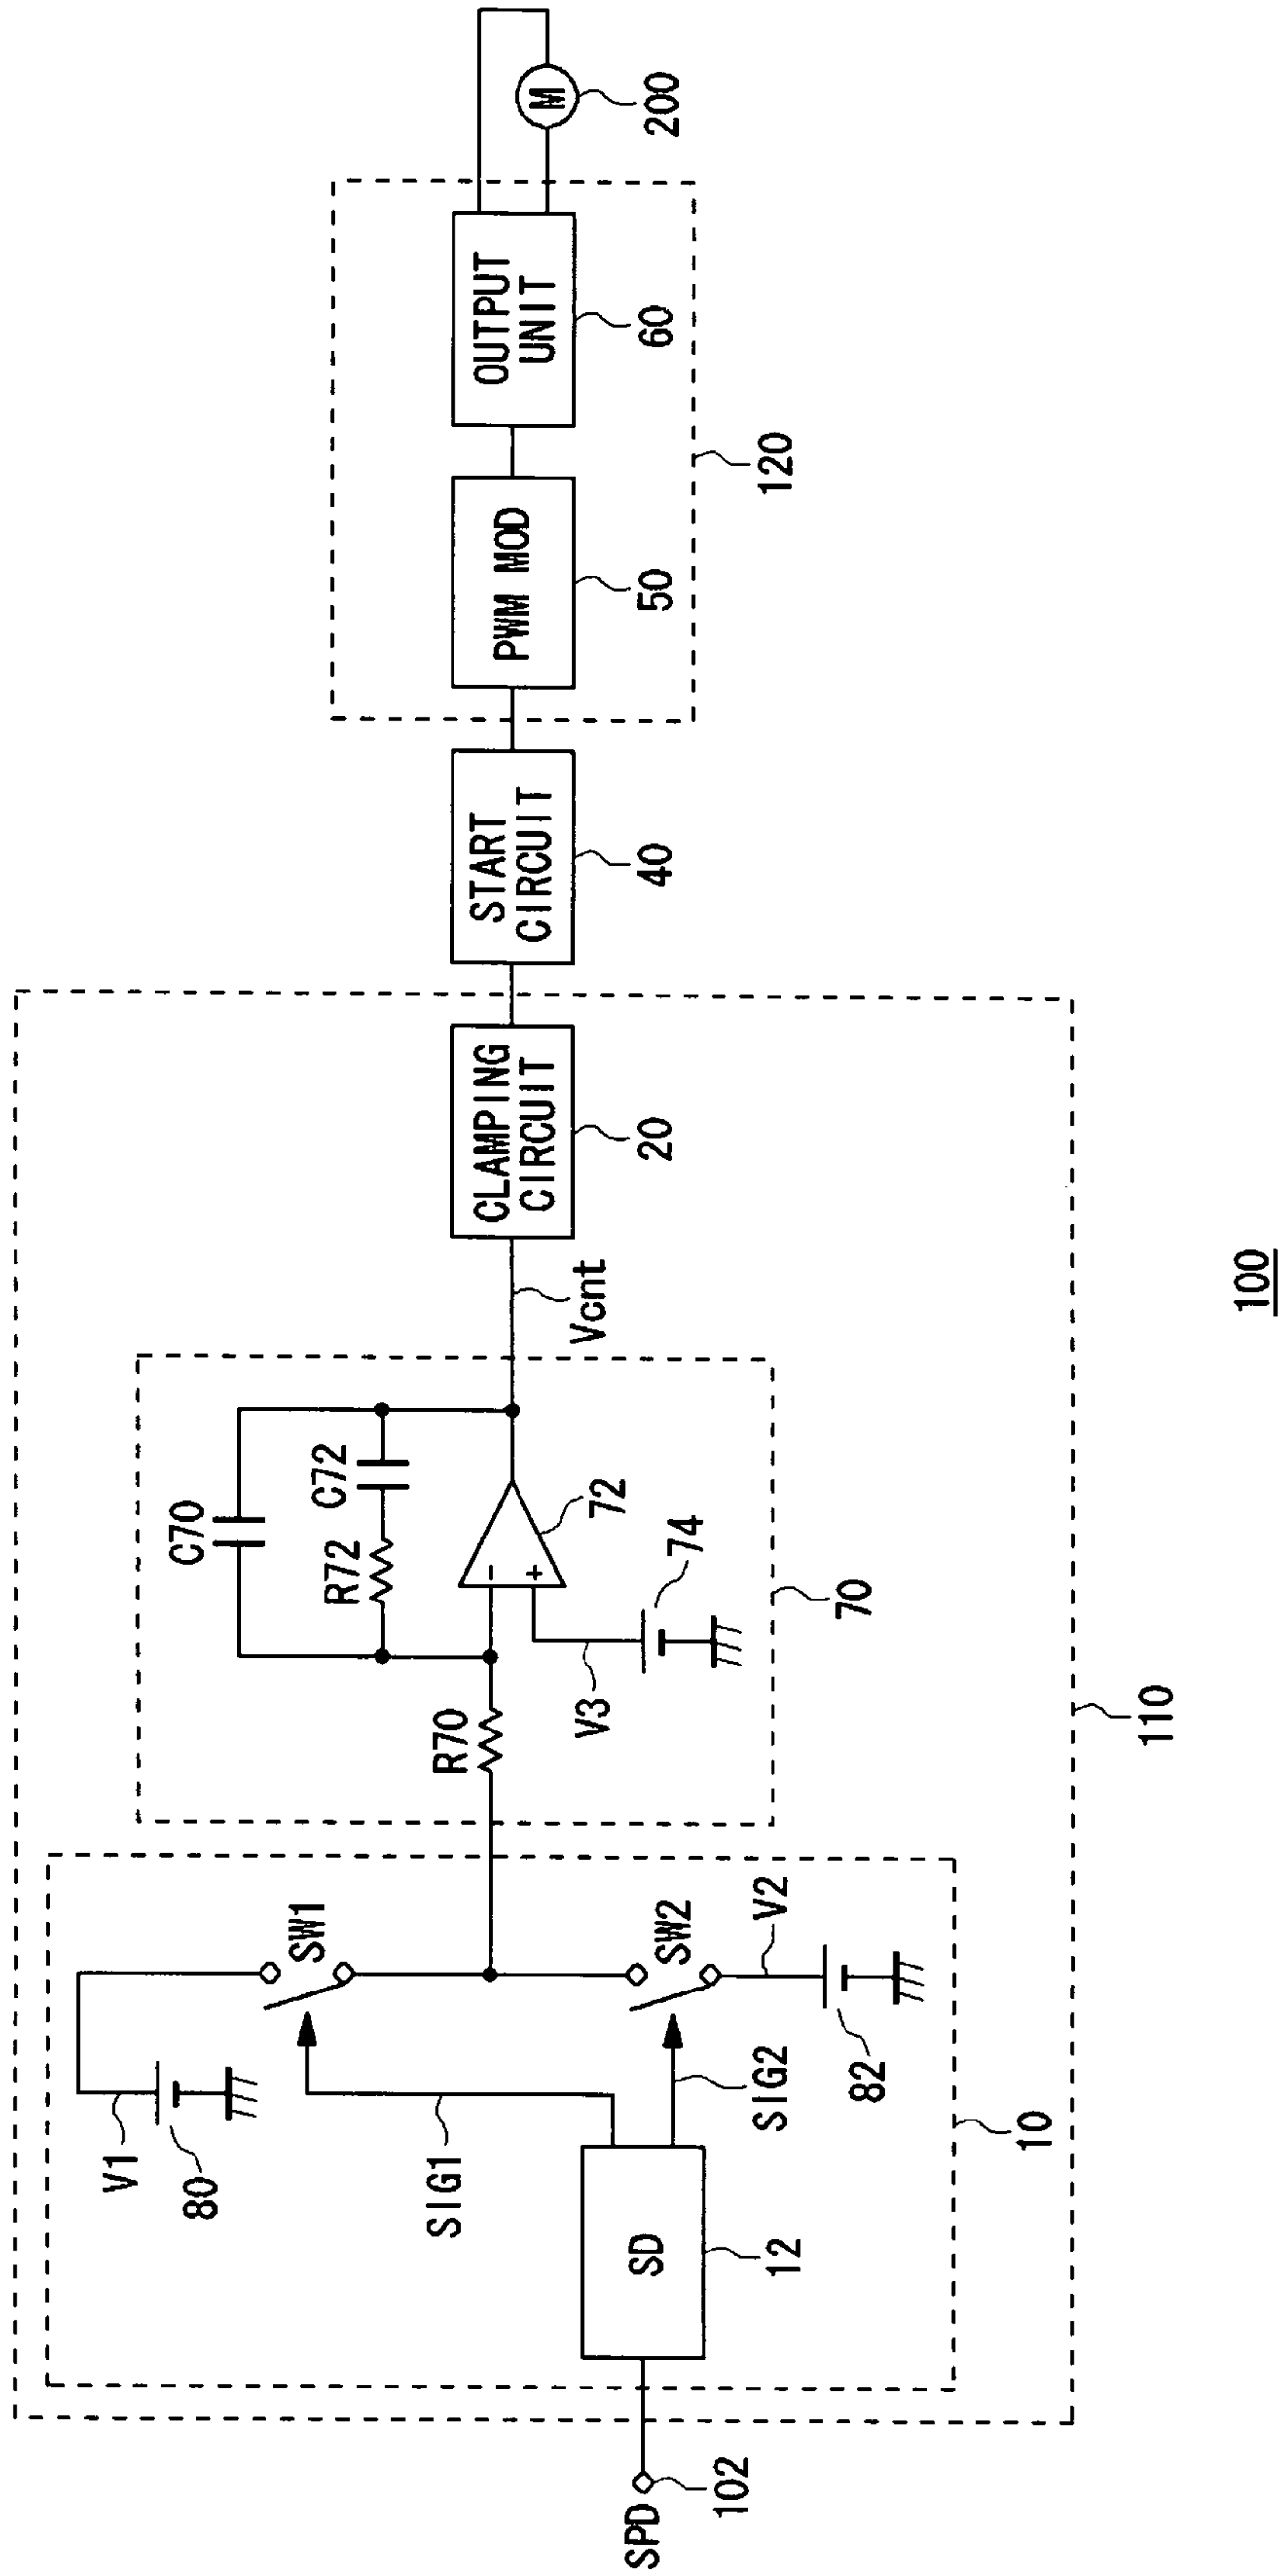 SPD
102
SD
12
SIG1
SIG2
V1
80
SW1
SW2
V2
82
10
R70
C70
R72
C72
-
+
72
V3
74
70
Vcnt
CLAMPING
CIRCUIT
20
110
START
CIRCUIT
40
PWM MOD
50
OUTPUT
UNIT
60
120
M
200
100